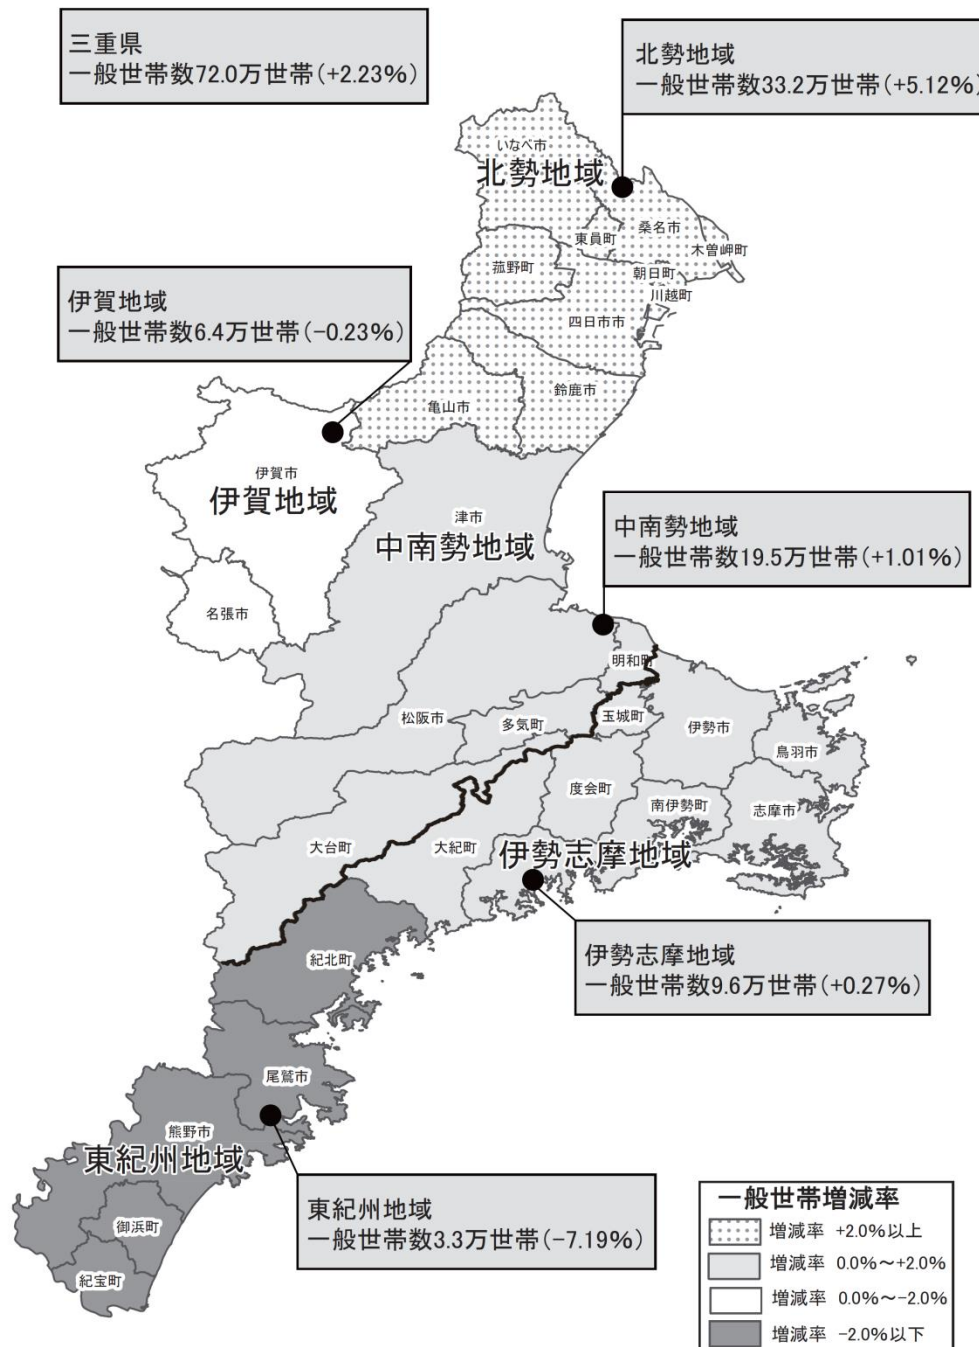 三重県
一般世帯数72.0万世帯(+2.23%)
北勢地域
一般世帯数33.2万世帯(+5.12%)
いなべ市
北勢地域
桑名市
東員町
木曽岬町
菰野町
朝日町
川越町
四日市市
伊賀地域
一般世帯数6.4万世帯(-0.23%)
鈴鹿市
亀山市
伊賀市
伊賀地域
津市
中南勢地域
中南勢地域
一般世帯数19.5万世帯(+1.01%)
名張市
明和町
松阪市
多気町
玉城町
伊勢市
鳥羽市
度会町
南伊勢町
志摩市
大台町
大紀町
伊勢志摩地域
伊勢志摩地域
一般世帯数9.6万世帯(+0.27%)
紀北町
尾鷲市
熊野市
東紀州地域
御浜町
紀宝町
東紀州地域
一般世帯数3.3万世帯(-7.19%)
一般世帯増減率
増減率 +2.0%以上
増減率 0.0%～+2.0%
増減率 0.0%～-2.0%
増減率 -2.0%以下